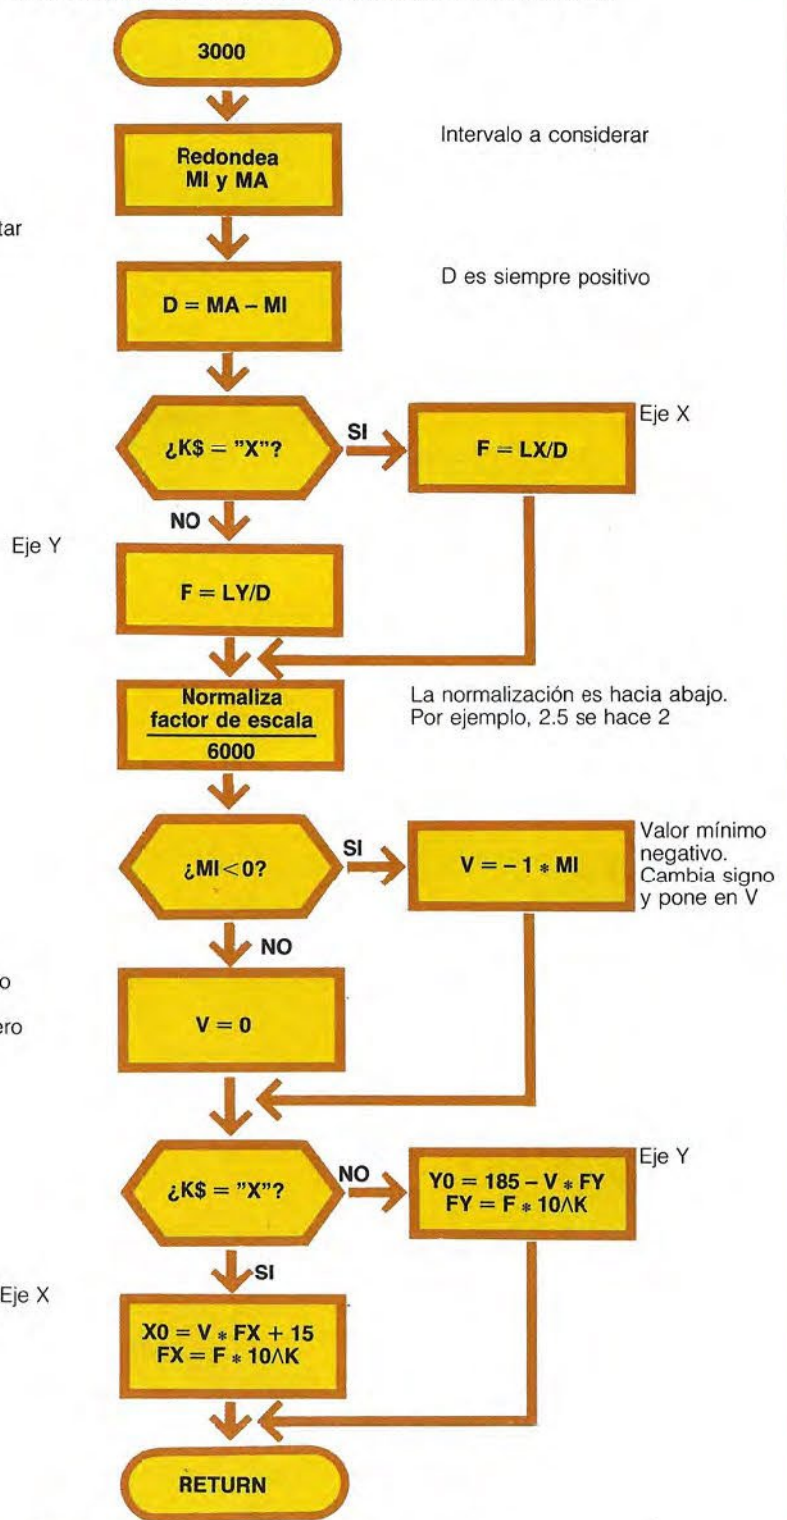 3000
Redondea
MI y MA
Intervalo a considerar
tar
D = MA – MI
D es siempre positivo
¿K$ = ”X”?
SI
Eje X
F = LX/D
NO
Eje Y
F = LY/D
Normaliza
factor de escala
6000
La normalización es hacia abajo.
Por ejemplo, 2.5 se hace 2
¿MI<0?
SI
V = – 1 * MI
Valor mínimo
negativo.
Cambia signo
y pone en V
NO
o
ero
V = 0
¿K$ = ”X”?
NO
Eje Y
Y0 = 185 – V * FY
FY = F * 10ΛK
SI
Eje X
X0 = V * FX + 15
FX = F * 10ΛK
RETURN